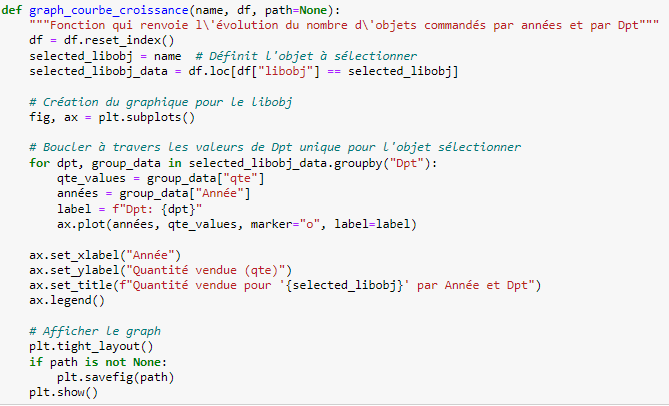 def graph_courbe_croissance(name, df, path=None):
    """Fonction qui renvoie l\'évolution du nombre d\'objets commandés par années et par Dpt"""
    df = df.reset_index()
    selected_libobj = name  # Définit l'objet à sélectionner
    selected_libobj_data = df.loc[df["libobj"] == selected_libobj]

    # Création du graphique pour le libobj
    fig, ax = plt.subplots()

    # Boucler à travers les valeurs de Dpt unique pour l'objet sélectionner
    for dpt, group_data in selected_libobj_data.groupby("Dpt"):
        qte_values = group_data["qte"]
        années = group_data["Année"]
        label = f"Dpt: {dpt}"
        ax.plot(années, qte_values, marker="o", label=label)

    ax.set_xlabel("Année")
    ax.set_ylabel("Quantité vendue (qte)")
    ax.set_title(f"Quantité vendue pour '{selected_libobj}' par Année et Dpt")
    ax.legend()

    # Afficher le graph
    plt.tight_layout()
    if path is not None:
        plt.savefig(path)
    plt.show()